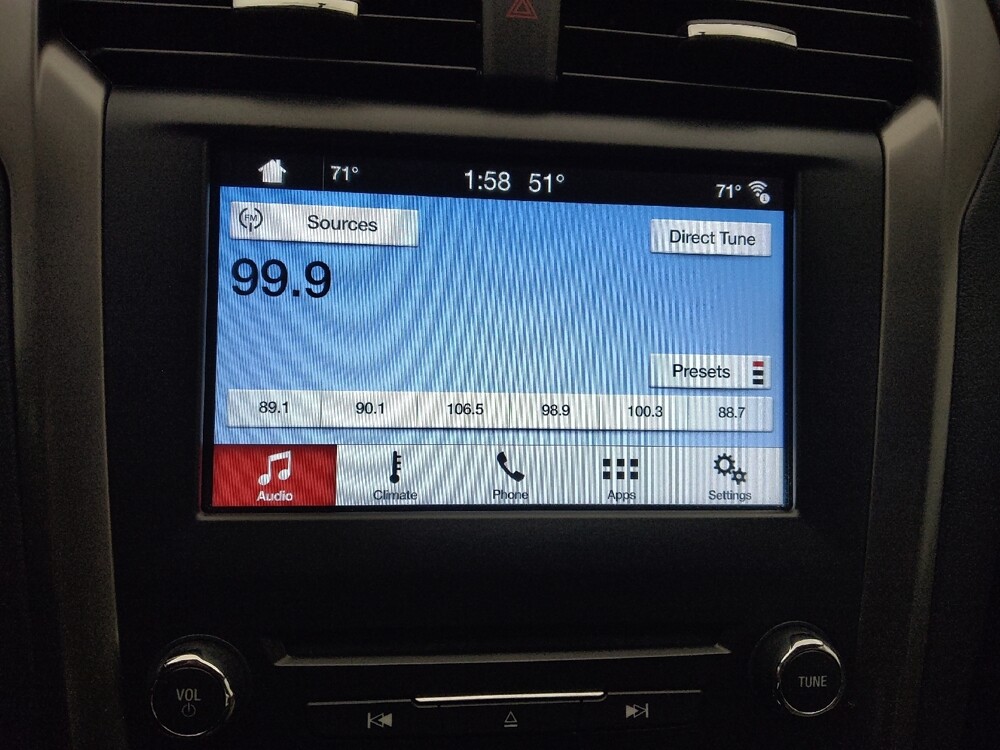 71° 1:58 51° 71°
FM Sources
Direct Tune
99.9
Presets
89.1 90.1 106.5 98.9 100.3 88.7
Audio Climate Phone Apps Settings
VOL
TUNE